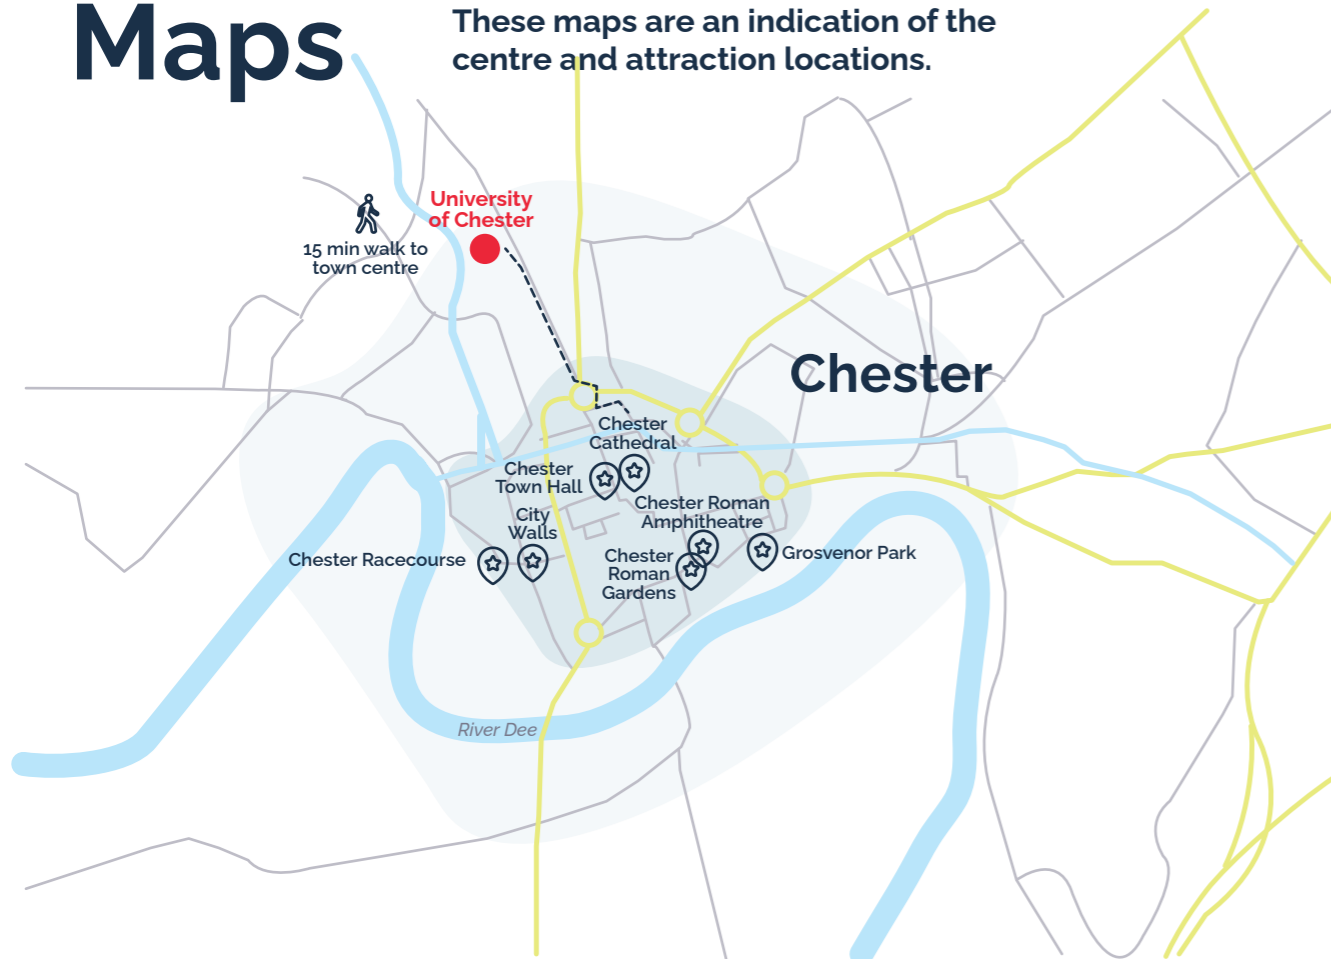 Maps
These maps are an indication of the
centre and attraction locations.
University
of Chester
15 min walk to
town centre
Chester
Chester
Cathedral
Chester
Town Hall
Chester Roman
Amphitheatre
City
Walls
Chester Racecourse
Chester
Roman
Gardens
Grosvenor Park
River Dee